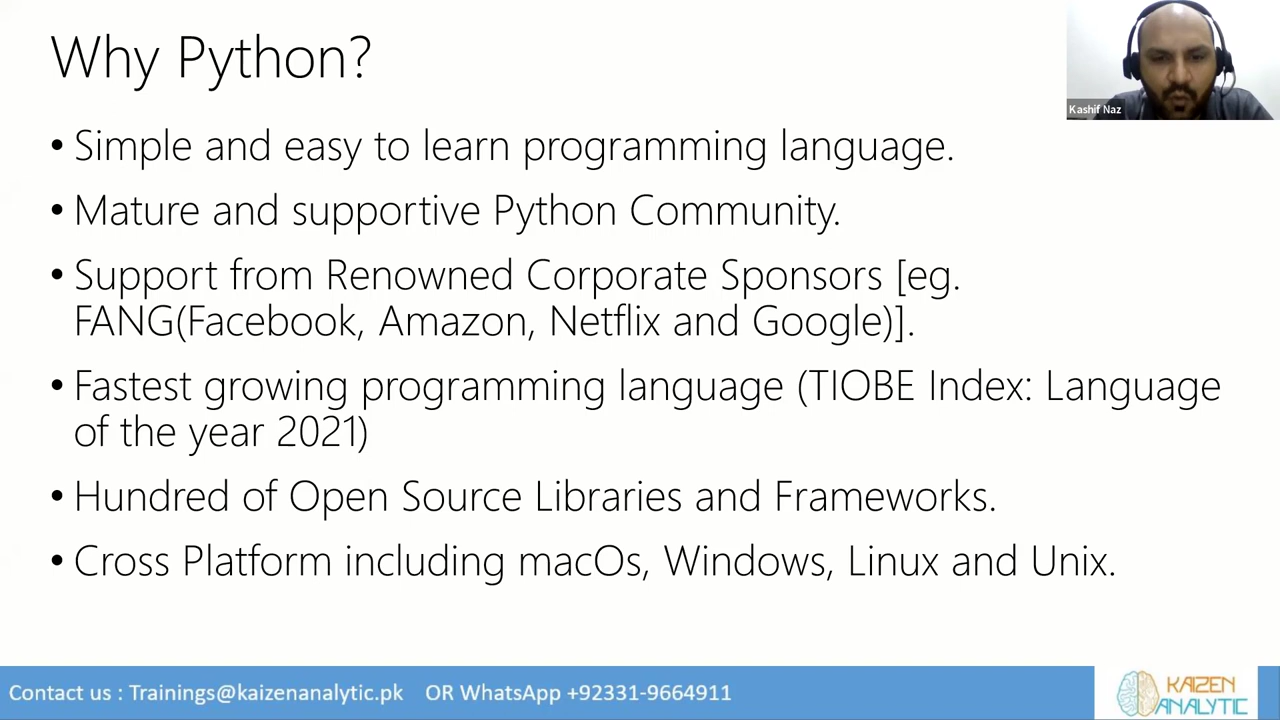 Why Python?
Kashif Naz
• Simple and easy to learn programming language.
• Mature and supportive Python Community.
• Support from Renowned Corporate Sponsors [eg.
FANG(Facebook, Amazon, Netflix and Google)].
• Fastest growing programming language (TIOBE Index: Language
of the year 2021)
• Hundred of Open Source Libraries and Frameworks.
• Cross Platform including macOs, Windows, Linux and Unix.
Contact us : Trainings@kaizenanalytic.pk OR WhatsApp +92331-9664911
KAIZEN
ANALYTIC